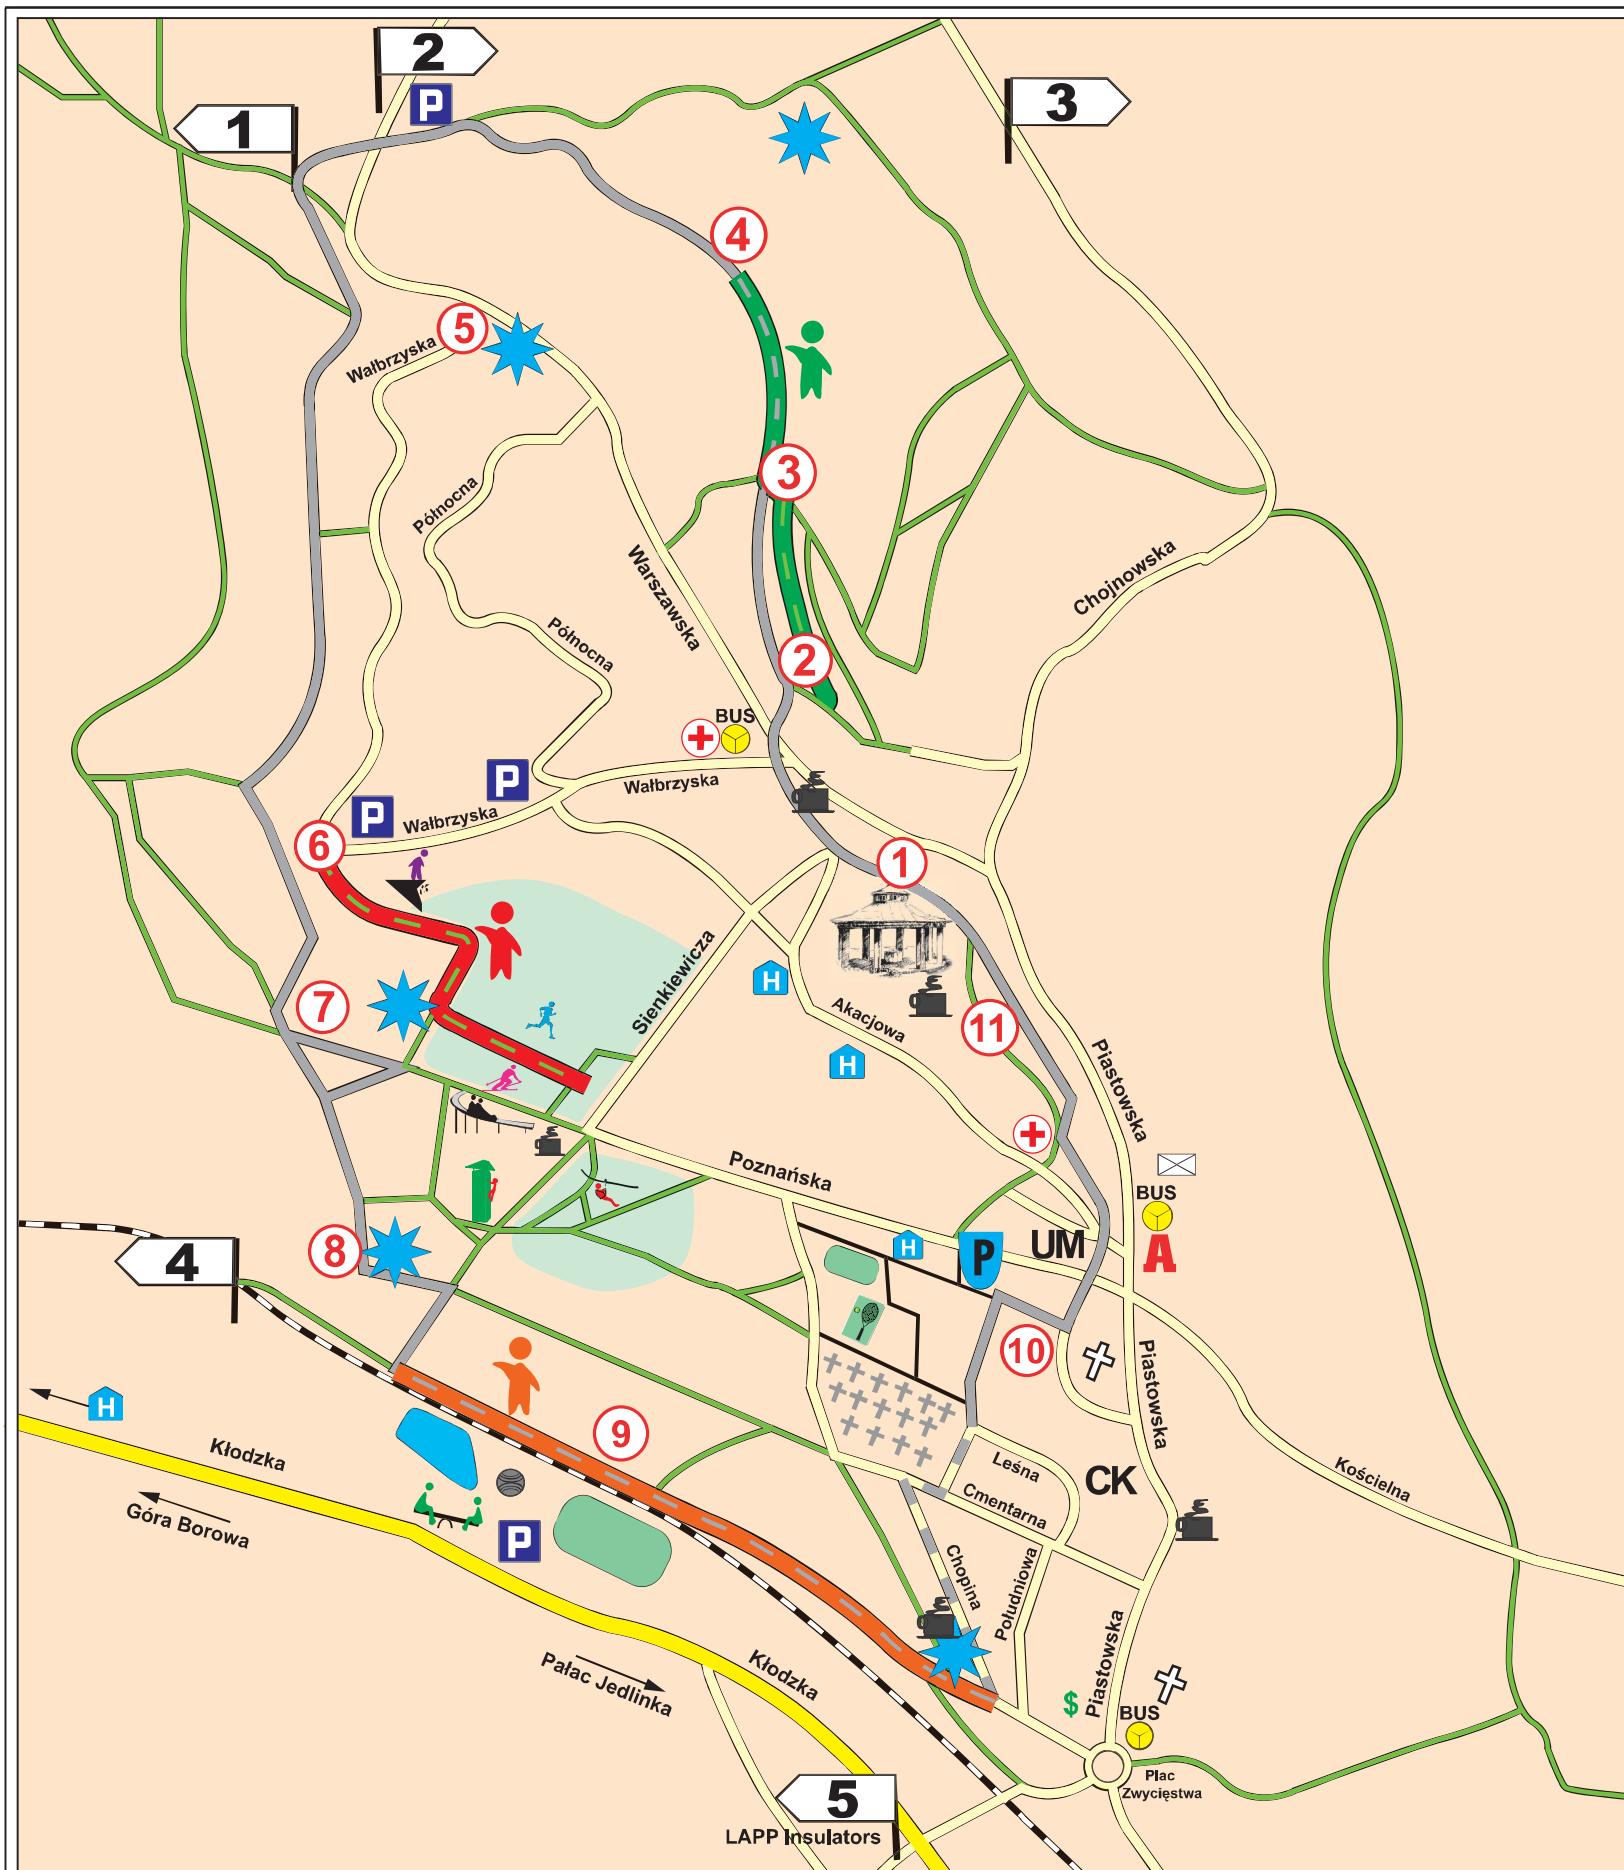 2
P
3
1
4
5
Wałbrzyska
Północna
3
Warszawska
Chojnowska
Północna
2
BUS
P
Wałbrzyska
P
Wałbrzyska
6
1
Sienkiewicza
H
7
Akacjowa
11
H
Piastowska
Poznańska
BUS
UM
H
P
A
8
4
10
Piastowska
H
9
Kłodzka
Leśna
CK
Kościelna
Cmentarna
Góra Borowa
P
Chopina
Południowa
Piastowska
Pałac Jedlinka
Kłodzka
$
BUS
Plac
Zwycięstwa
5
LAPP Insulators